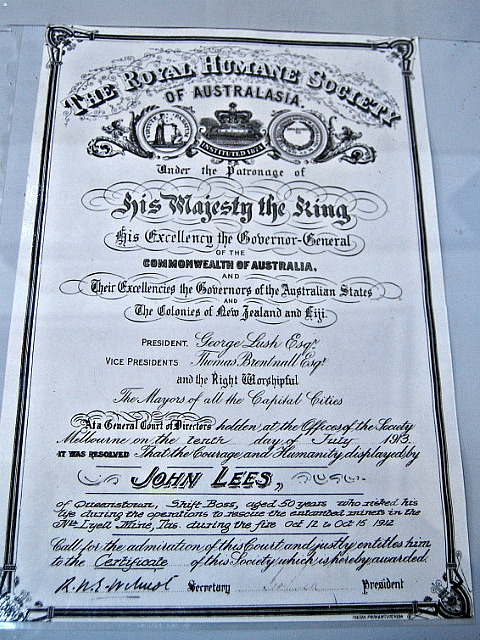 THE ROYAL HUMANE SOCIETY
OF AUSTRALASIA.
INSTITUTED 1874
Under the Patronage of
His Majesty the King
His Excellency the Governor-General
OF THE
COMMONWEALTH OF AUSTRALIA,
AND
Their Excellencies the Governors of the Australian States
AND
The Colonies of New Zealand and Fiji.
PRESIDENT. George Lush Esqr.
VICE PRESIDENTS Thomas Brentnall Esqr.
and the Right Worshipful
The Mayors of all the Capital Cities
At a General Court of Directors holden at the Offices of the Society
Melbourne on the tenth day of July 1913.
IT WAS RESOLVED That the Courage and Humanity displayed by
JOHN LEES,
of Queenstown, Shift Boss, aged 50 years who risked his
life during the operations to rescue the entombed miners in the
Nth Lyell Mine, Tas. during the fire Oct 12 to Oct 15 1912
Call for the admiration of this Court and justly entitles him
to the Certificate of this Society which is hereby awarded.
Secretary President